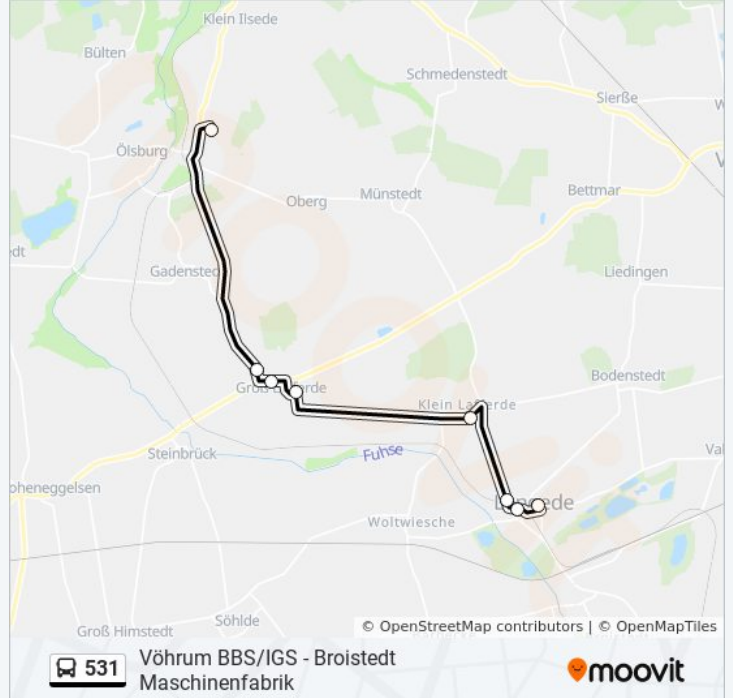 Klein Ilsede
Bülten
Schmedenstedt
Sierße
Ölsburg
Münstedt
Bettmar
Oberg
Gadenstedt
Liedingen
Bodenstedt
Klein Lafferde
Steinbrück
Fuhse
oheneggelsen
Woltwiesche
Söhlde
Groß Himstedt
© OpenStreetMap contributors | © OpenMapTiles
531
Vöhrum BBS/IGS - Broistedt
Maschinenfabrik
moovit